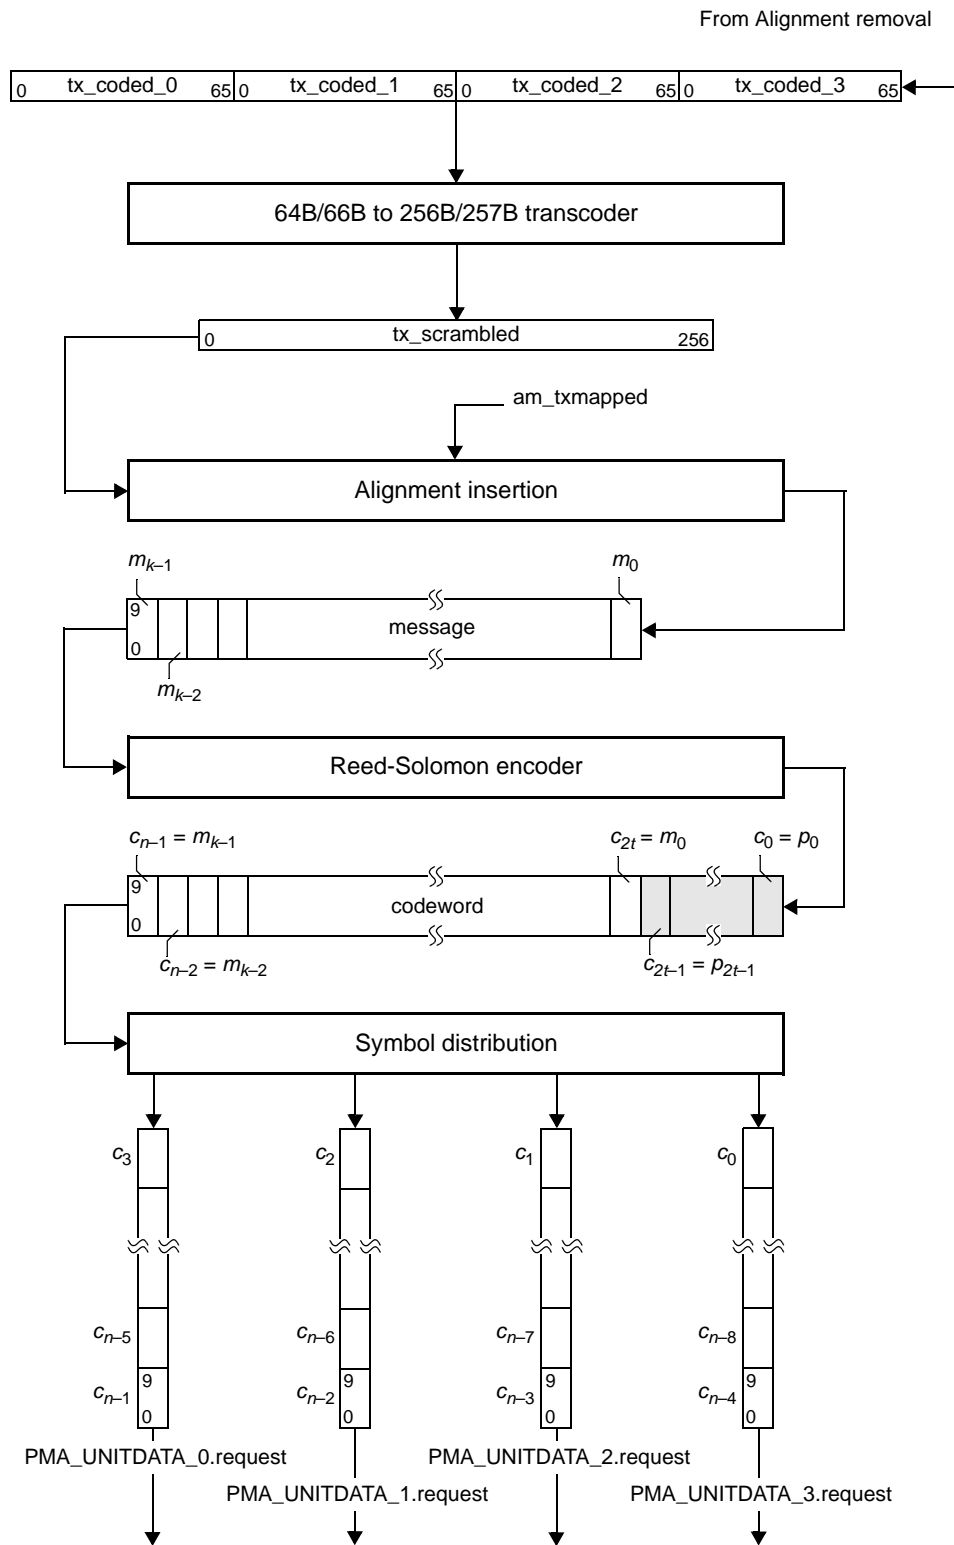 From Alignment removal
0 tx_coded_0 65 0 tx_coded_1 65 0 tx_coded_2 65 0 tx_coded_3 65
64B/66B to 256B/257B transcoder
0 tx_scrambled 256
am_txmapped
Alignment insertion
mk–1 m0
9
message
0
mk–2
Reed-Solomon encoder
cn–1 = mk–1 c2t = m0 c0 = p0
9
codeword
0
cn–2 = mk–2 c2t–1 = p2t–1
Symbol distribution
c3 c2 c1 c0
cn–5 cn–6 cn–7 cn–8
9 9 9 9
cn–1 cn–2 cn–3 cn–4
0 0 0 0
PMA_UNITDATA_0.request PMA_UNITDATA_2.request
PMA_UNITDATA_1.request PMA_UNITDATA_3.request